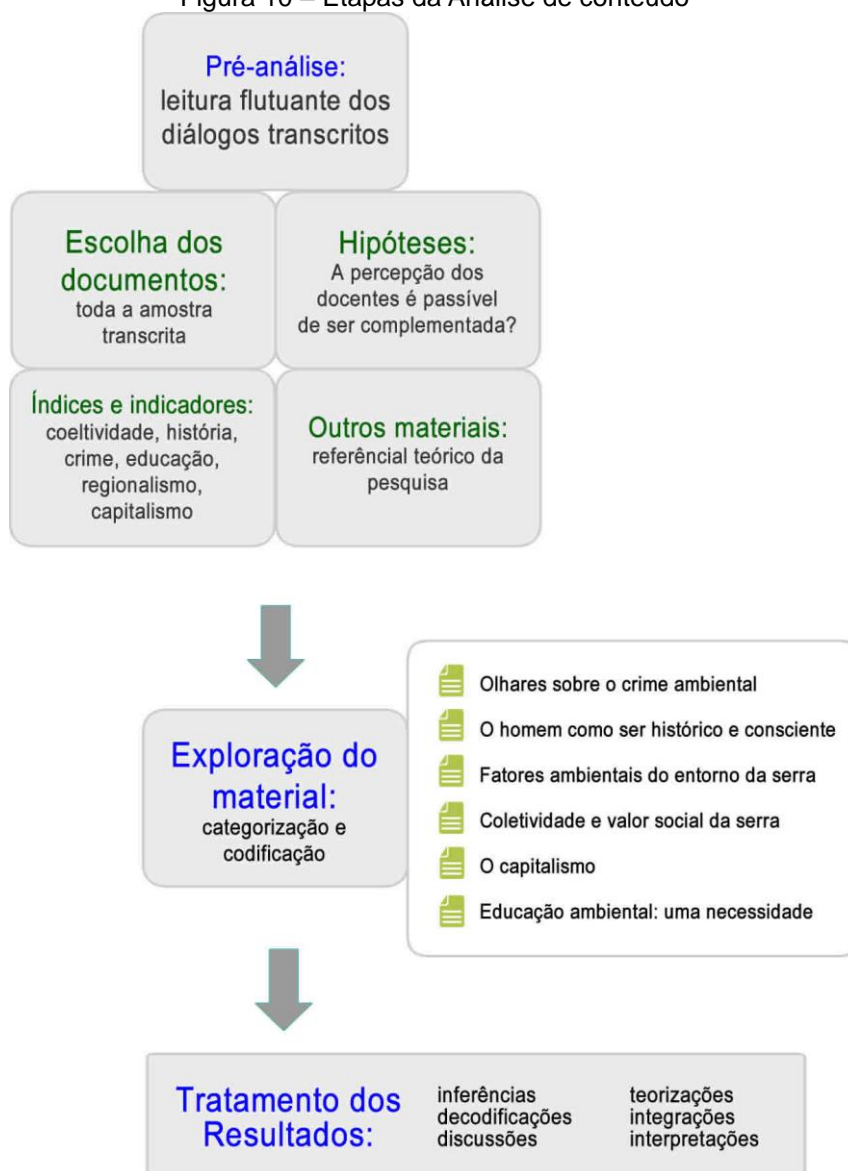 Figura 10 – Etapas da Análise de conteúdo
Pré-análise:
leitura flutuante dos
diálogos transcritos
Escolha dos
documentos:
toda a amostra
transcrita
Hipóteses:
A percepção dos
docentes é passível
de ser complementada?
Índices e indicadores:
coeltividade, história,
crime, educação,
regionalismo,
capitalismo
Outros materiais:
referêncial teórico da
pesquisa
Exploração do
material:
categorização e
codificação
Olhares sobre o crime ambiental
O homem como ser histórico e consciente
Fatores ambientais do entorno da serra
Coletividade e valor social da serra
O capitalismo
Educação ambiental: uma necessidade
Tratamento dos
Resultados:
inferências
decodificações
discussões
teorizações
integrações
interpretações